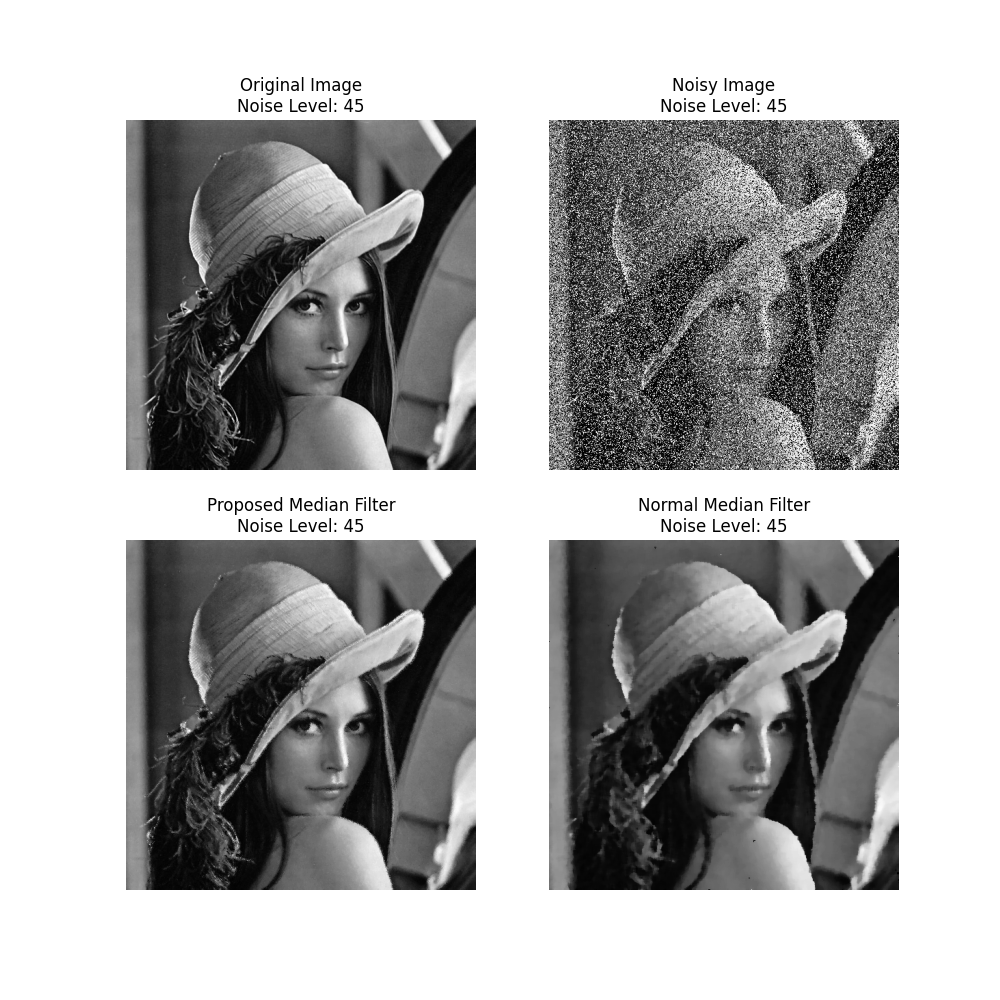 Original Image
Noise Level: 45
Noisy Image
Noise Level: 45
Proposed Median Filter
Noise Level: 45
Normal Median Filter
Noise Level: 45